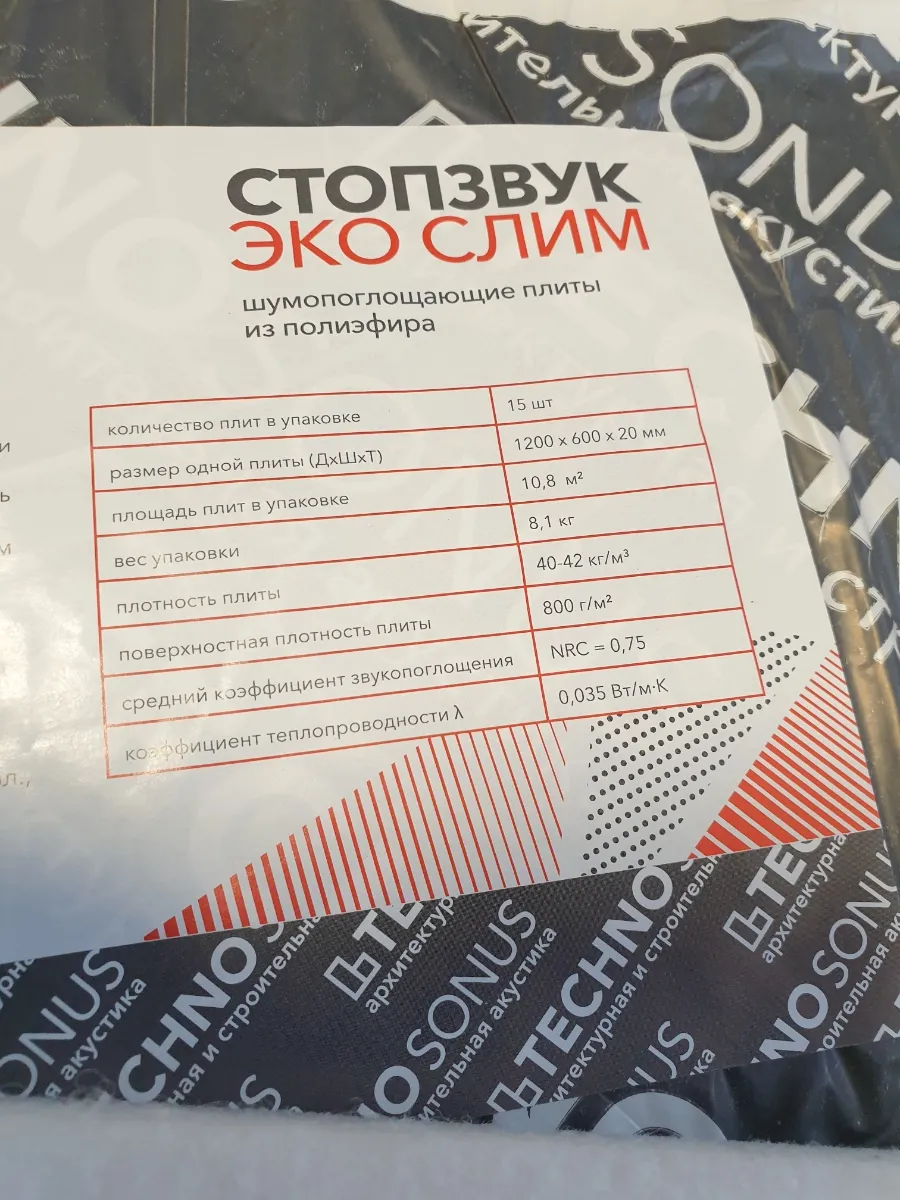 СТОПЗВУК
ЭКО СЛИМ
шумопоглощающие плиты
из полиэфира
количество плит в упаковке 15 шт
размер одной плиты (ДхШхТ) 1200 х 600 х 20 мм
площадь плит в упаковке 10,8 м²
вес упаковки 8,1 кг
плотность плиты 40-42 кг/м³
поверхностная плотность плиты 800 г/м²
средний коэффициент звукопоглощения NRC = 0,75
коэффициент теплопроводности λ 0,035 Вт/м·К
SONUS
TECHNO
архитектурная
TECHNO SONUS
архитектурная и строительная акустика